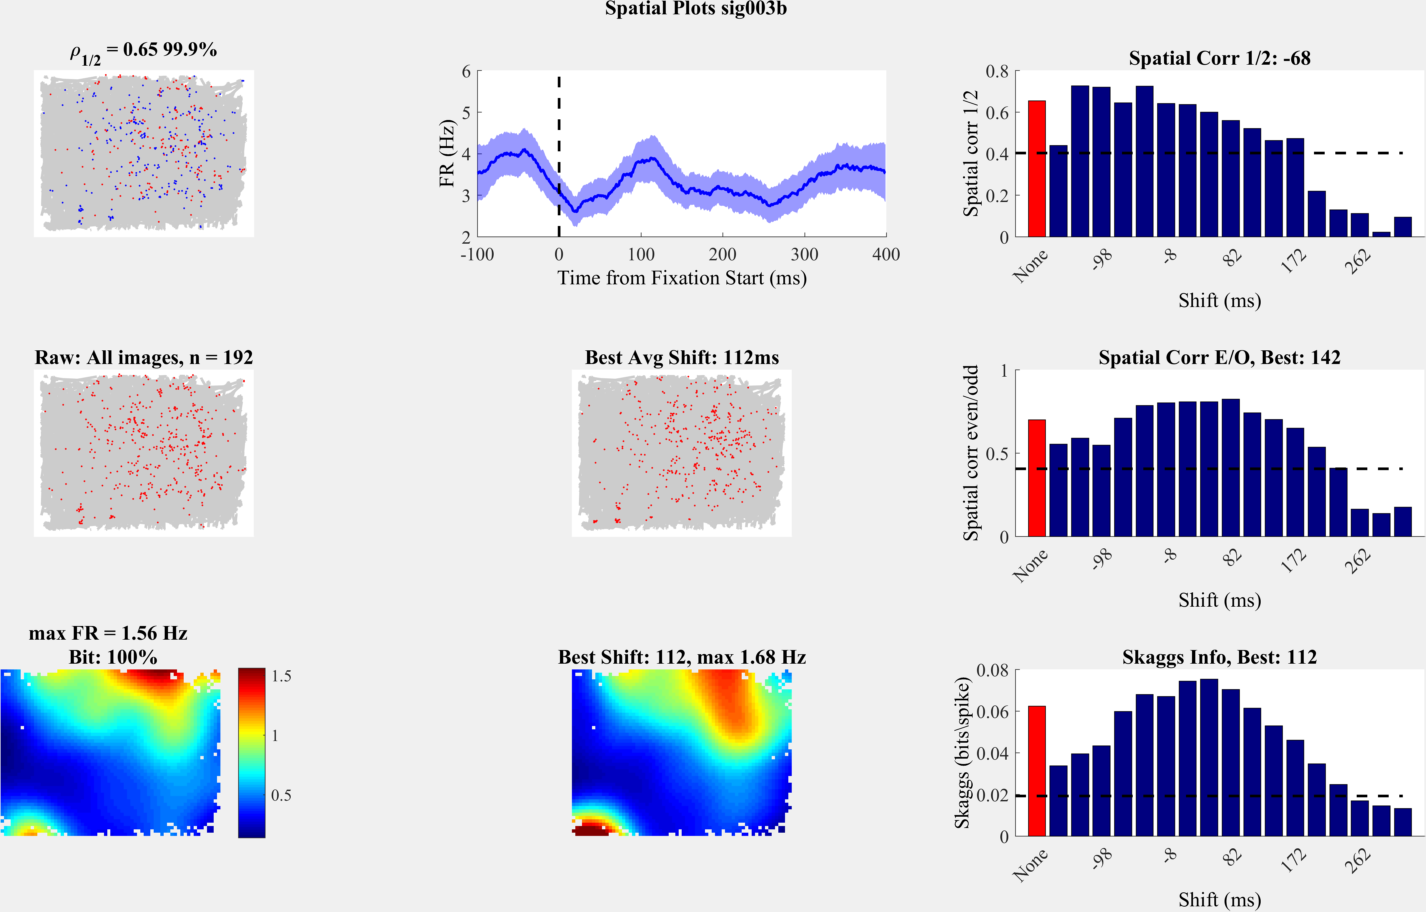 Spatial Plots sig003b
ρ1/2 = 0.65 99.9%
6
5
4
3
2
FR (Hz)
-100
0
100
200
300
400
Time from Fixation Start (ms)
Spatial Corr 1/2: -68
0.8
0.6
0.4
0.2
0
Spatial corr 1/2
None
-98
-8
82
172
262
Shift (ms)
Raw: All images, n = 192
Best Avg Shift: 112ms
Spatial Corr E/O, Best: 142
1
0.5
0
Spatial corr even/odd
None
-98
-8
82
172
262
Shift (ms)
max FR = 1.56 Hz
Bit: 100%
1.5
1
0.5
Best Shift: 112, max 1.68 Hz
Skaggs Info, Best: 112
0.08
0.06
0.04
0.02
0
Skaggs (bits\spike)
None
-98
-8
82
172
262
Shift (ms)